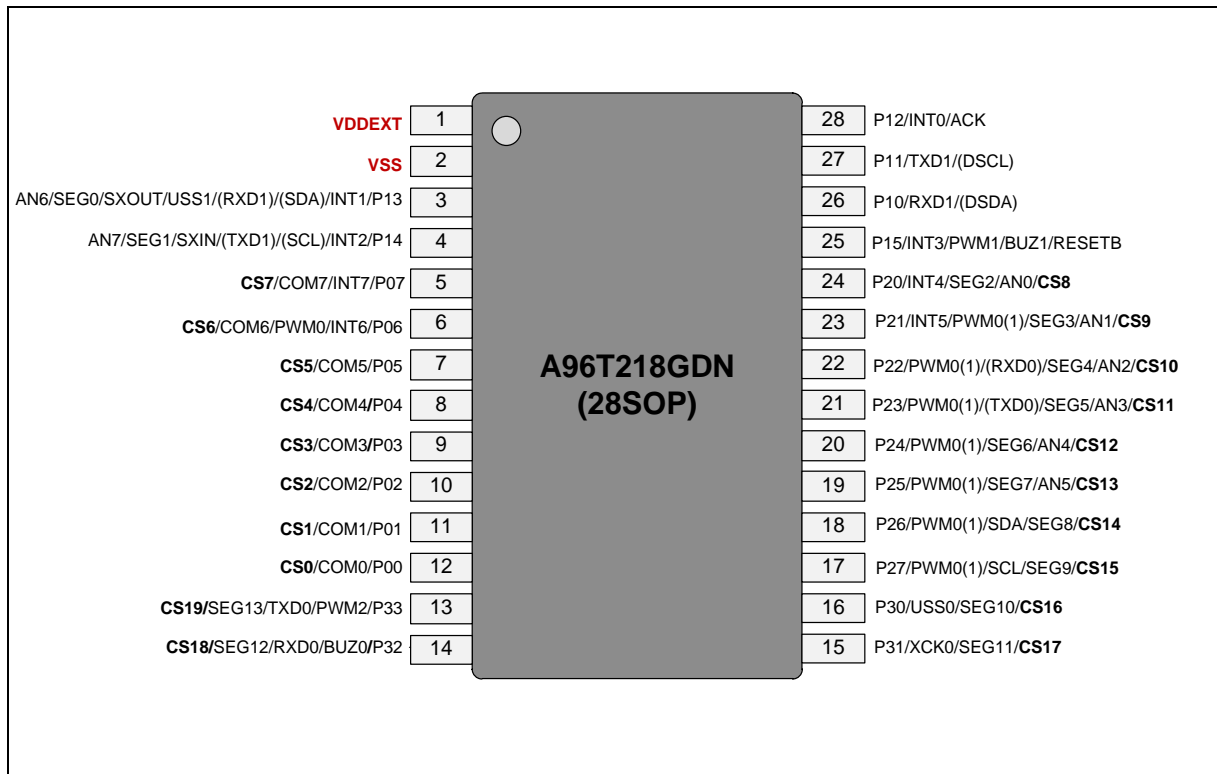 VDDEXT 1
VSS 2
AN6/SEG0/SXOUT/USS1/(RXD1)/(SDA)/INT1/P13 3
AN7/SEG1/SXIN/(TXD1)/(SCL)/INT2/P14 4
CS7/COM7/INT7/P07 5
CS6/COM6/PWM0/INT6/P06 6
CS5/COM5/P05 7
CS4/COM4/P04 8
CS3/COM3/P03 9
CS2/COM2/P02 10
CS1/COM1/P01 11
CS0/COM0/P00 12
CS19/SEG13/TXD0/PWM2/P33 13
CS18/SEG12/RXD0/BUZ0/P32 14
A96T218GDN
(28SOP)
28 P12/INT0/ACK
27 P11/TXD1/(DSCL)
26 P10/RXD1/(DSDA)
25 P15/INT3/PWM1/BUZ1/RESETB
24 P20/INT4/SEG2/AN0/CS8
23 P21/INT5/PWM0(1)/SEG3/AN1/CS9
22 P22/PWM0(1)/(RXD0)/SEG4/AN2/CS10
21 P23/PWM0(1)/(TXD0)/SEG5/AN3/CS11
20 P24/PWM0(1)/SEG6/AN4/CS12
19 P25/PWM0(1)/SEG7/AN5/CS13
18 P26/PWM0(1)/SDA/SEG8/CS14
17 P27/PWM0(1)/SCL/SEG9/CS15
16 P30/USS0/SEG10/CS16
15 P31/XCK0/SEG11/CS17